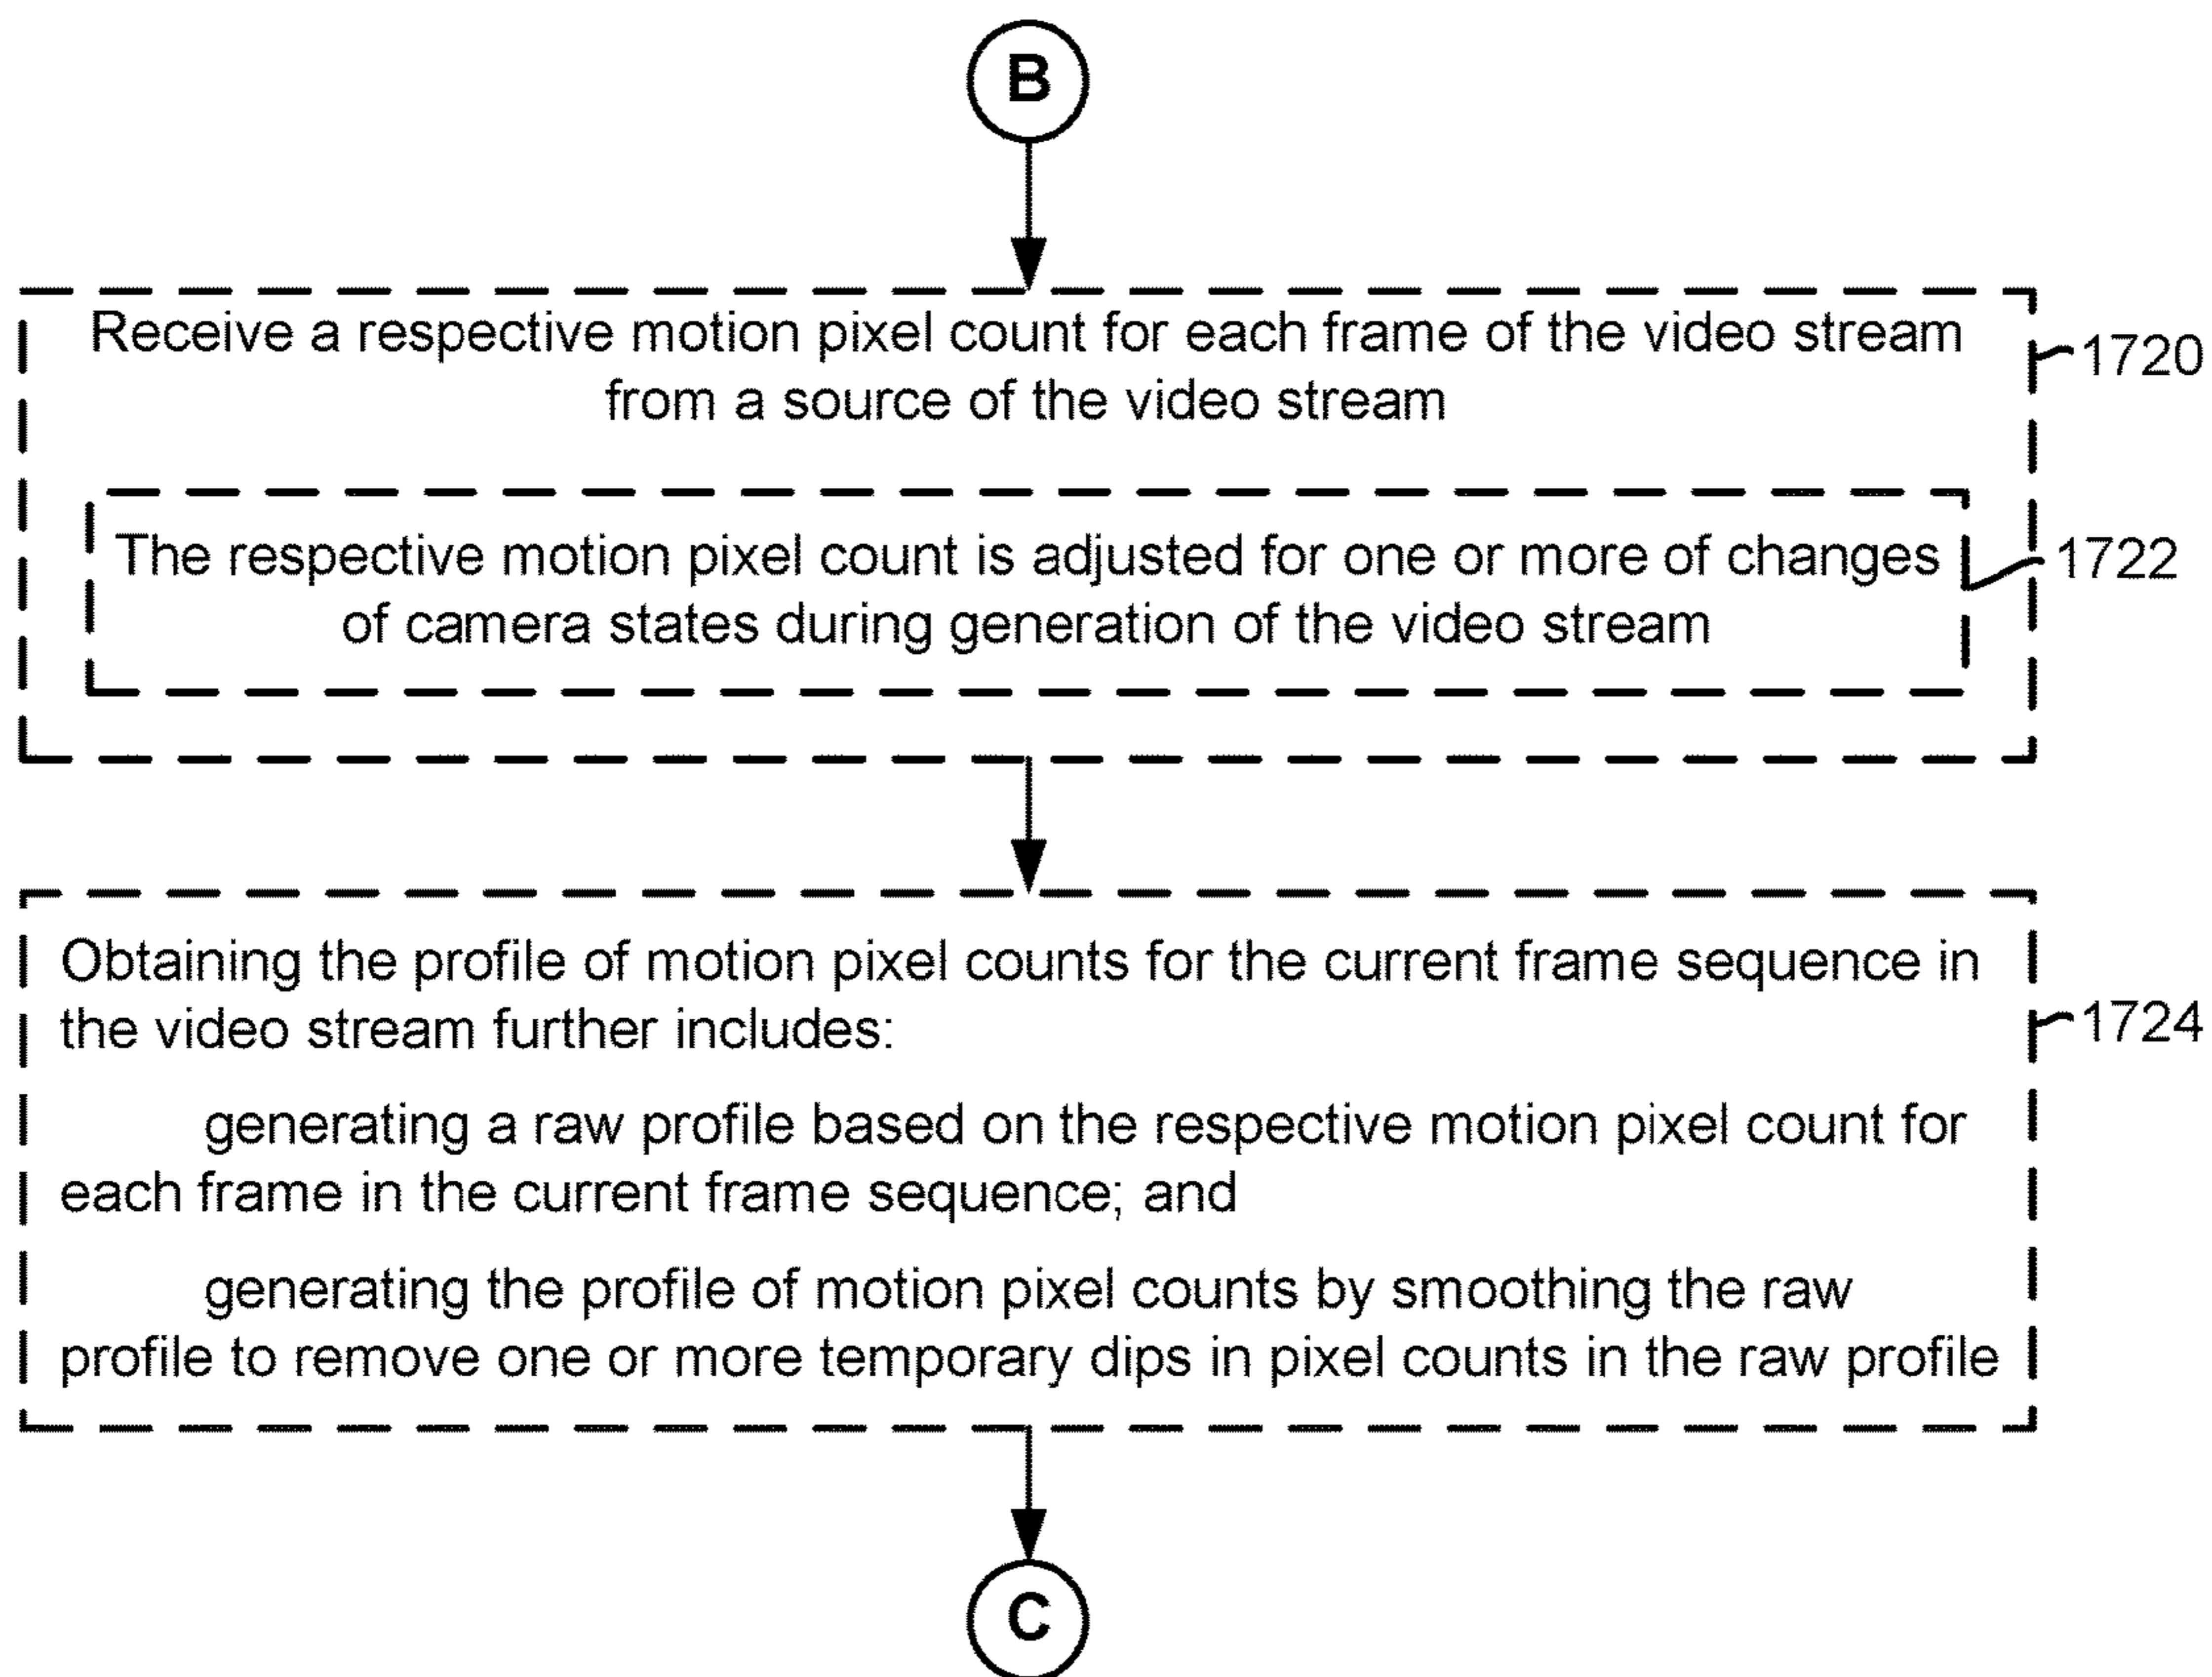 B
Receive a respective motion pixel count for each frame of the video stream
from a source of the video stream
1720
The respective motion pixel count is adjusted for one or more of changes
of camera states during generation of the video stream
1722
Obtaining the profile of motion pixel counts for the current frame sequence in
the video stream further includes:
1724
generating a raw profile based on the respective motion pixel count for
each frame in the current frame sequence; and
generating the profile of motion pixel counts by smoothing the raw
profile to remove one or more temporary dips in pixel counts in the raw profile
C